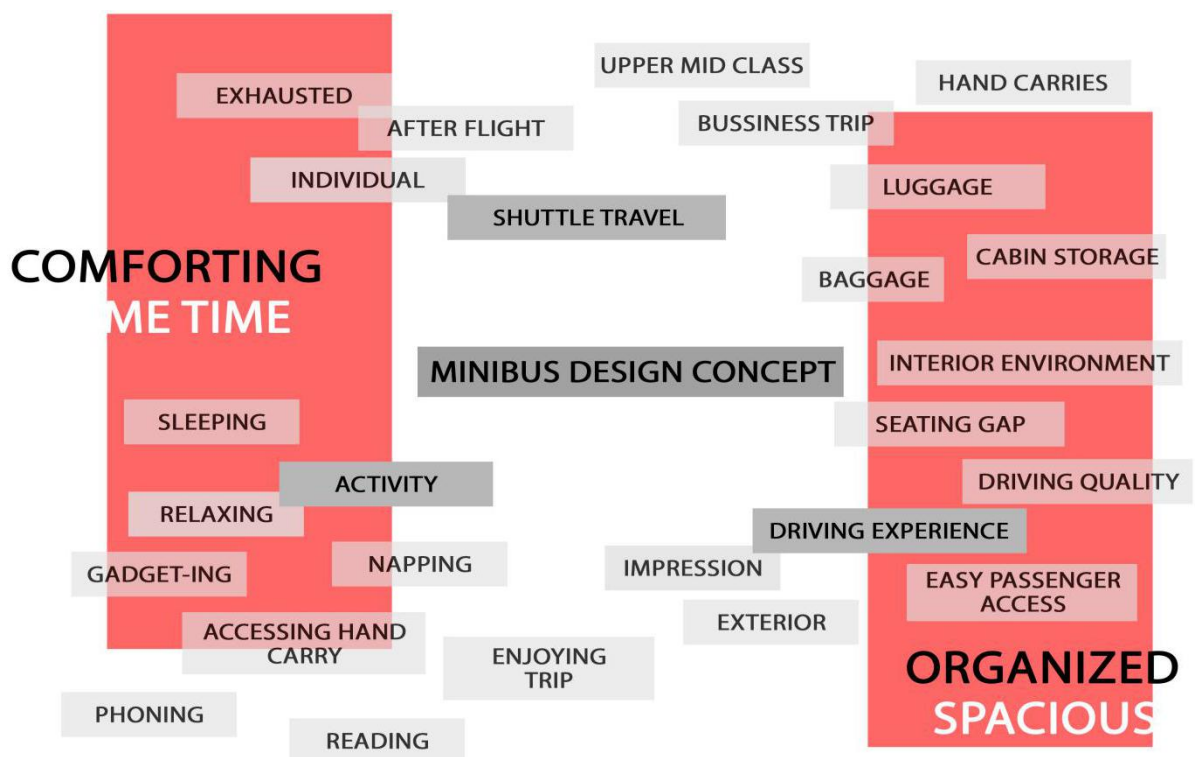 UPPER MID CLASS
HAND CARRIES
EXHAUSTED
AFTER FLIGHT
BUSSINESS TRIP
INDIVIDUAL
LUGGAGE
SHUTTLE TRAVEL
COMFORTING
ME TIME
CABIN STORAGE
BAGGAGE
MINIBUS DESIGN CONCEPT
INTERIOR ENVIRONMENT
SLEEPING
SEATING GAP
ACTIVITY
DRIVING QUALITY
RELAXING
DRIVING EXPERIENCE
GADGET-ING
NAPPING
IMPRESSION
EASY PASSENGER
ACCESS
EXTERIOR
ACCESSING HAND
CARRY
ENJOYING
TRIP
ORGANIZED
SPACIOUS
PHONING
READING